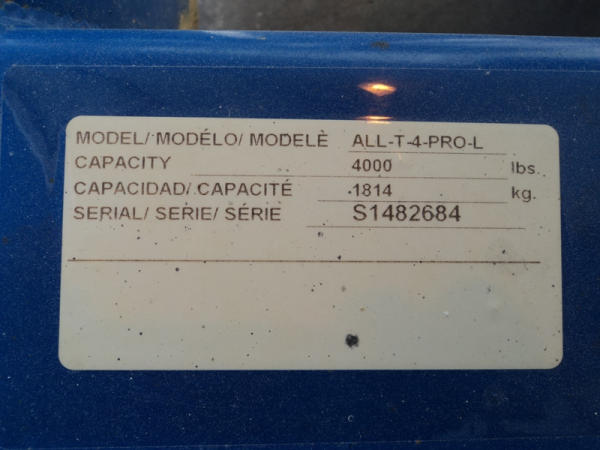 MODEL/ MODÉLO/ MODELÈ ALL-T-4-PRO-L
CAPACITY 4000 lbs.
CAPACIDAD/ CAPACITÉ 1814 kg.
SERIAL/ SERIE/ SÉRIE S1482684